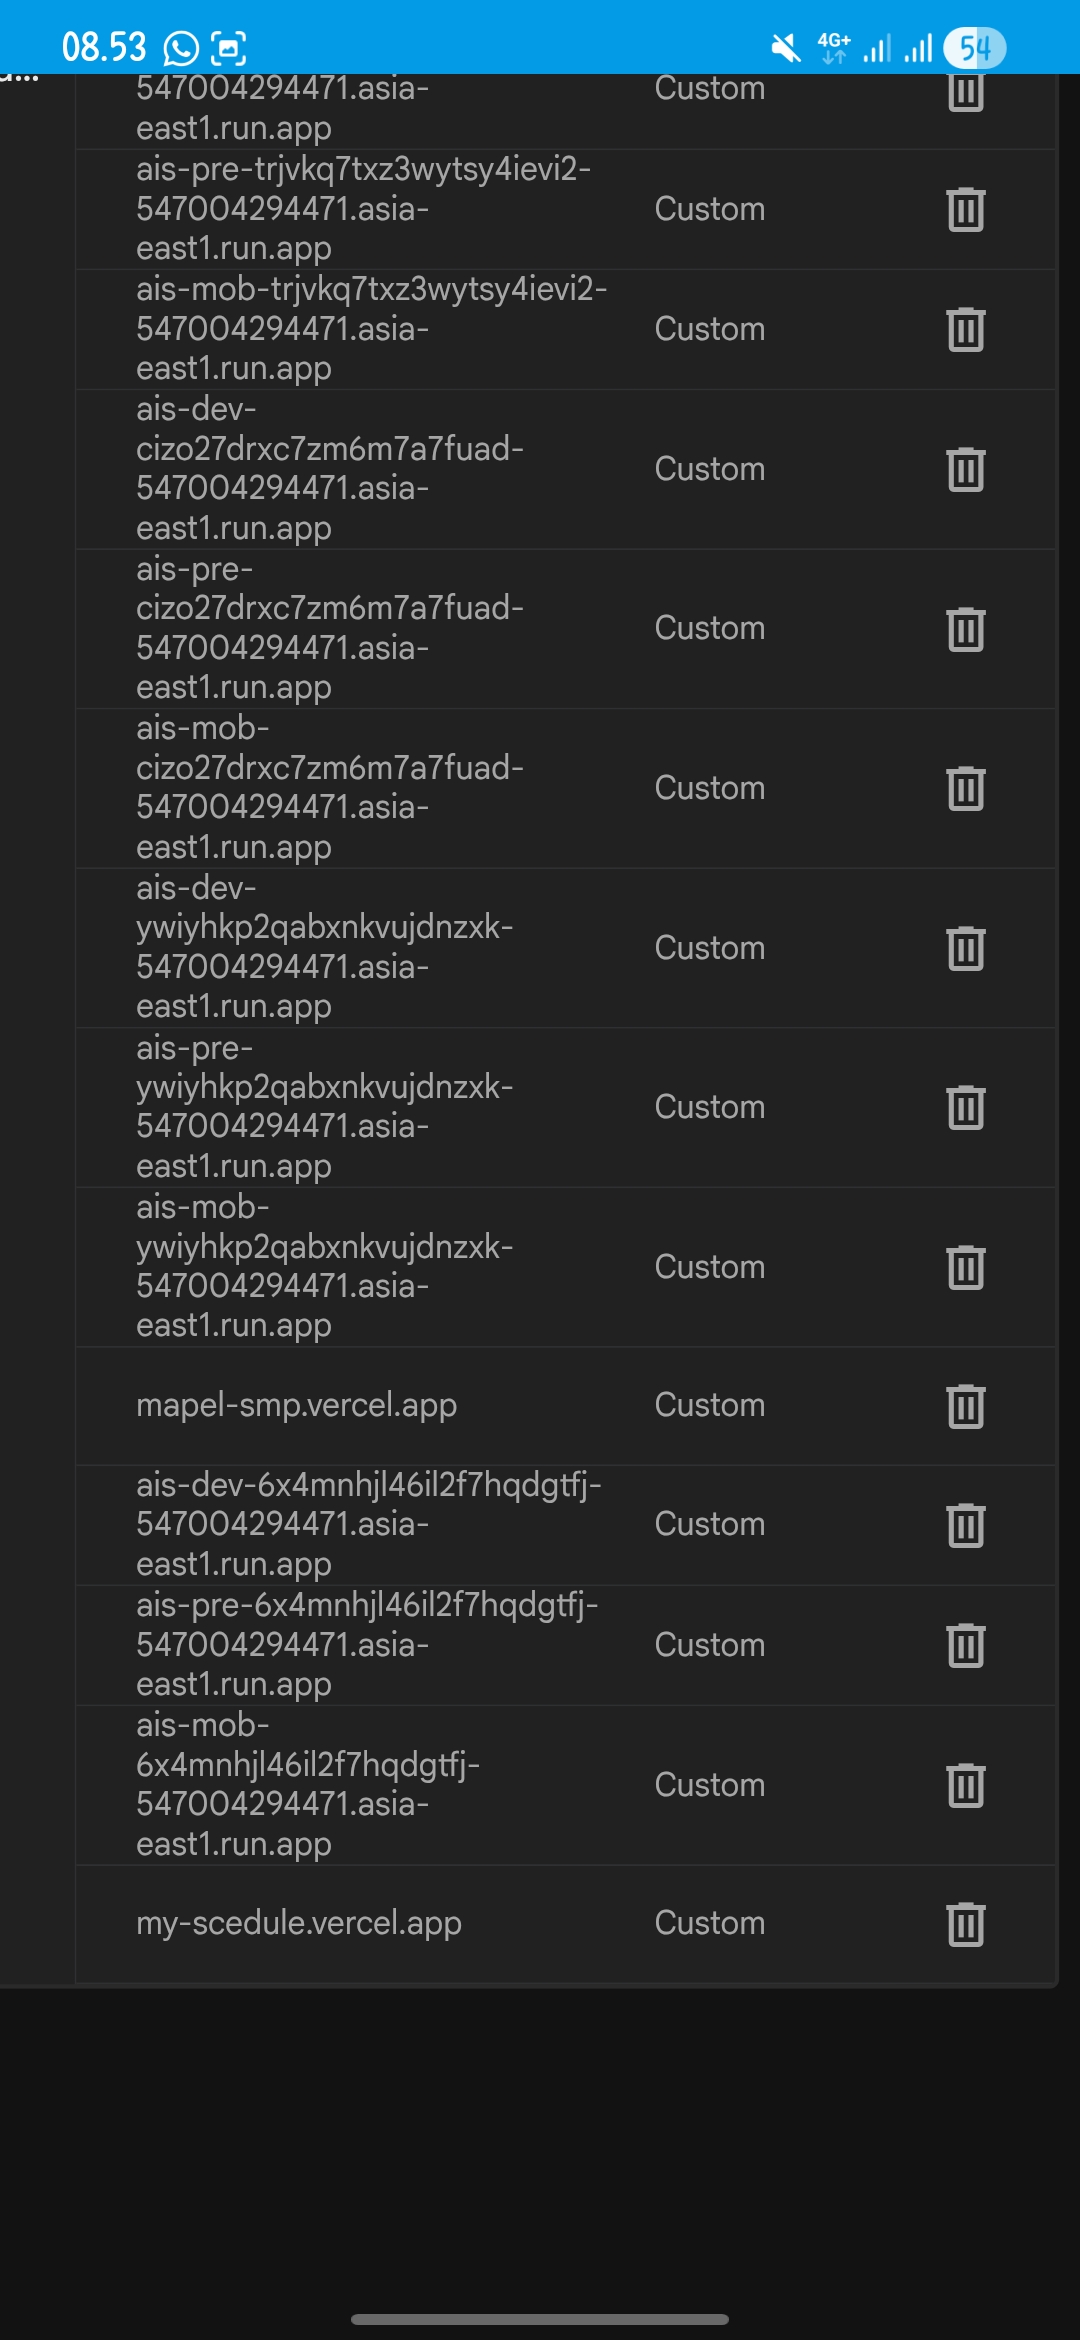 08.53
4G+
54
547004294471.asia-
Custom
east1.run.app
ais-pre-trjvkq7txz3wytsy4ievi2-
547004294471.asia-
Custom
east1.run.app
ais-mob-trjvkq7txz3wytsy4ievi2-
547004294471.asia-
Custom
east1.run.app
ais-dev-
cizo27drxc7zm6m7a7fuad-
Custom
547004294471.asia-
east1.run.app
ais-pre-
cizo27drxc7zm6m7a7fuad-
Custom
547004294471.asia-
east1.run.app
ais-mob-
cizo27drxc7zm6m7a7fuad-
Custom
547004294471.asia-
east1.run.app
ais-dev-
ywiyhkp2qabxnkvujdnzxk-
Custom
547004294471.asia-
east1.run.app
ais-pre-
ywiyhkp2qabxnkvujdnzxk-
Custom
547004294471.asia-
east1.run.app
ais-mob-
ywiyhkp2qabxnkvujdnzxk-
Custom
547004294471.asia-
east1.run.app
mapel-smp.vercel.app
Custom
ais-dev-6x4mnhjl46il2f7hqdgtfj-
547004294471.asia-
Custom
east1.run.app
ais-pre-6x4mnhjl46il2f7hqdgtfj-
547004294471.asia-
Custom
east1.run.app
ais-mob-
6x4mnhjl46il2f7hqdgtfj-
Custom
547004294471.asia-
east1.run.app
my-scedule.vercel.app
Custom